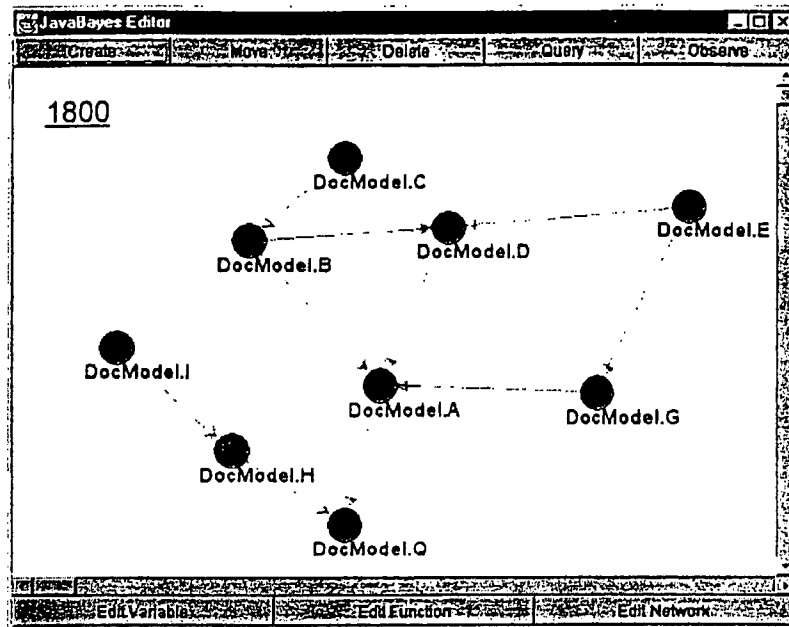 JavaBayes Editor
Create Move Delete Query Observe
1800
DocModel.C
DocModel.E
DocModel.D
DocModel.B
DocModel.I
DocModel.A
DocModel.G
DocModel.H
DocModel.Q
Edit Variable Edit Function Edit Network